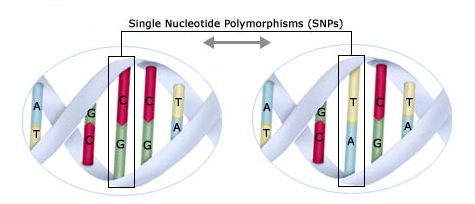 Single Nucleotide Polymorphisms (SNPs)
A G C C T
T C G G A
A G T C T
T C A G A